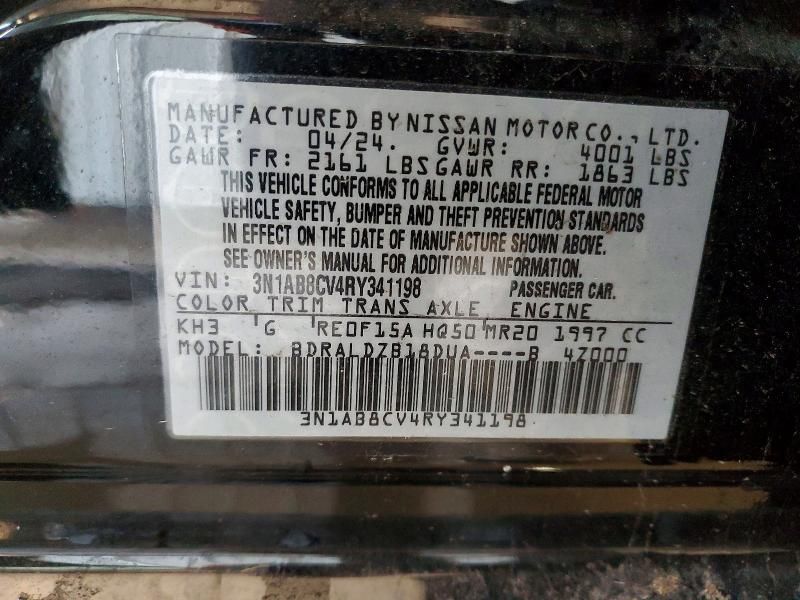 MANUFACTURED BY NISSAN MOTOR CO., LTD.
DATE: 04/24. GVWR: 4001 LBS
GAWR FR: 2161 LBS GAWR RR: 1863 LBS
THIS VEHICLE CONFORMS TO ALL APPLICABLE FEDERAL MOTOR
VEHICLE SAFETY, BUMPER AND THEFT PREVENTION STANDARDS
IN EFFECT ON THE DATE OF MANUFACTURE SHOWN ABOVE.
SEE OWNER'S MANUAL FOR ADDITIONAL INFORMATION.
VIN: 3N1AB8CV4RY341198 PASSENGER CAR.
COLOR TRIM TRANS AXLE ENGINE
KH3 G RE0F15A HQ50 MR20 1997 CC
MODEL: BDRALDZB18DUA----B 4Z000
3N1AB8CV4RY341198